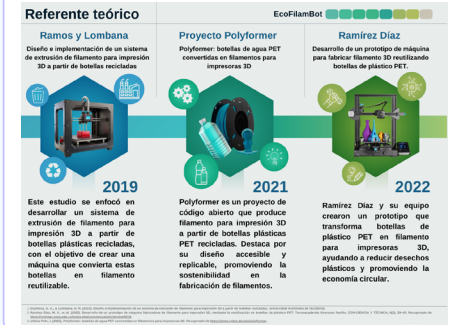 Referente teórico
EcoFilamBot
Ramos y Lombana
Diseño e implementación de un sistema
de extrusión de filamento para impresión
3D a partir de botellas recicladas
2019
Este estudio se enfocó en
desarrollar un sistema de
extrusión de filamento para
impresión 3D a partir de
botellas plásticas recicladas,
con el objetivo de crear una
máquina que convierta estas
botellas en filamento
reutilizable.
Proyecto Polyformer
Polyformer: botellas de agua PET
convertidas en filamentos para
impresoras 3D
2021
Polyformer es un proyecto de
código abierto que produce
filamento para impresión 3D
a partir de botellas plásticas
PET recicladas. Destaca por
su diseño accesible y
replicable, promoviendo la
sostenibilidad en la
fabricación de filamentos.
Ramírez Díaz
Desarrollo de un prototipo de máquina
para fabricar filamento 3D reutilizando
botellas de plástico PET.
2022
Ramírez Díaz y su equipo
crearon un prototipo que
transforma botellas de
plástico PET en filamento
para impresoras 3D,
ayudando a reducir desechos
plásticos y promoviendo la
economía circular.